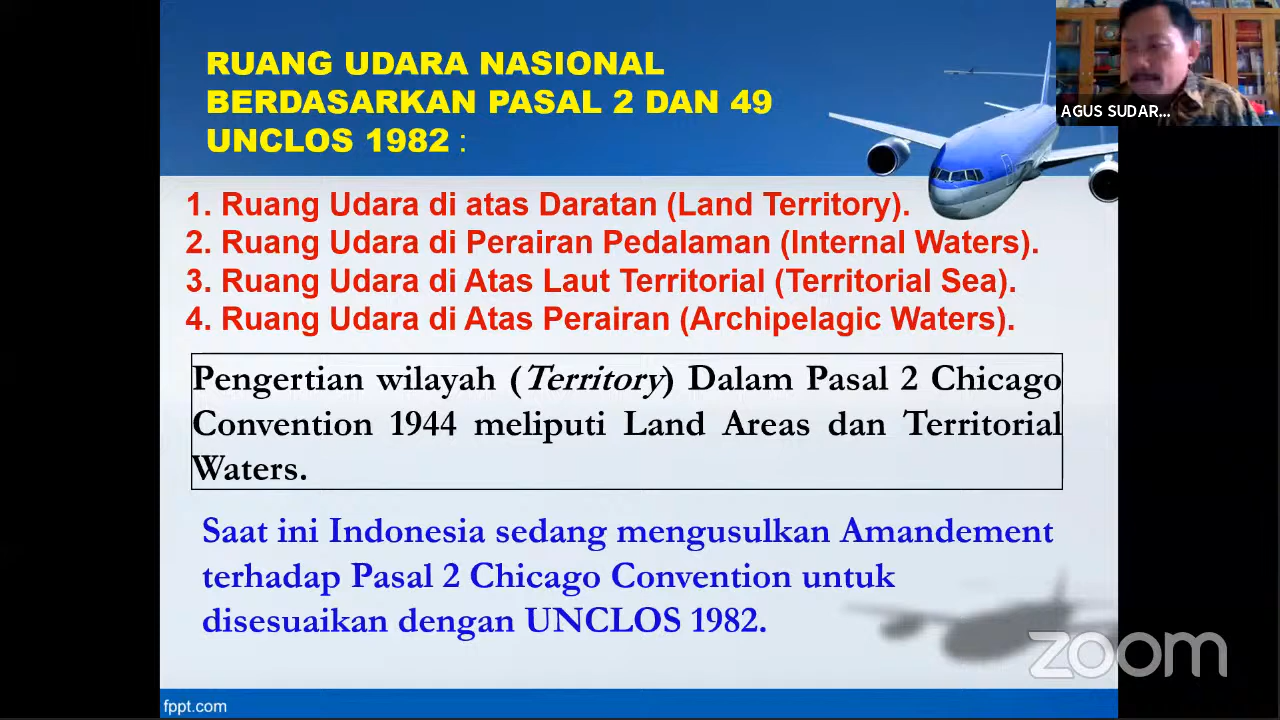 RUANG UDARA NASIONAL
BERDASARKAN PASAL 2 DAN 49
UNCLOS 1982 :
AGUS SUDAR...
1. Ruang Udara di atas Daratan (Land Territory).
2. Ruang Udara di Perairan Pedalaman (Internal Waters).
3. Ruang Udara di Atas Laut Territorial (Territorial Sea).
4. Ruang Udara di Atas Perairan (Archipelagic Waters).
Pengertian wilayah (Territory) Dalam Pasal 2 Chicago
Convention 1944 meliputi Land Areas dan Territorial
Waters.
Saat ini Indonesia sedang mengusulkan Amandement
terhadap Pasal 2 Chicago Convention untuk
disesuaikan dengan UNCLOS 1982.
zoom
fppt.com